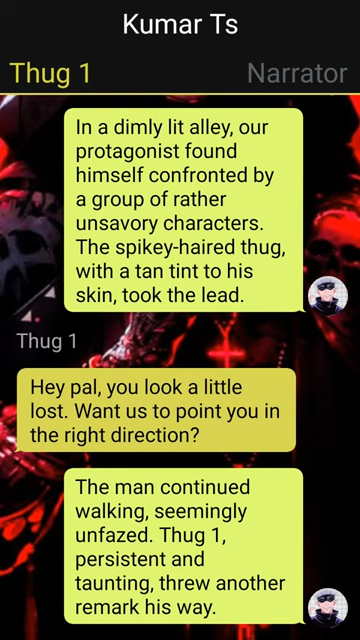 Kumar Ts
Thug 1
Narrator
In a dimly lit alley, our
protagonist found
himself confronted by
a group of rather
unsavory characters.
The spikey-haired thug,
with a tan tint to his
skin, took the lead.
Thug 1
Hey pal, you look a little
lost. Want us to point you in
the right direction?
The man continued
walking, seemingly
unfazed. Thug 1,
persistent and
taunting, threw another
remark his way.